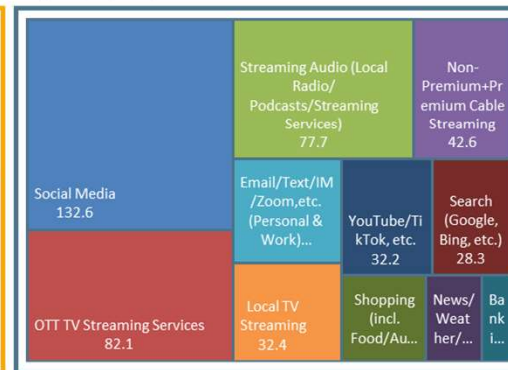 Social Media
132.6
OTT TV Streaming Services
82.1
Streaming Audio (Local
Radio/
Podcasts/Streaming
Services)
77.7
Non-
Premium+Pr
emium Cable
Streaming
42.6
Email/Text/IM
/Zoom,etc.
(Personal &
Work)...
YouTube/Ti
kTok, etc.
32.2
Search
(Google,
Bing, etc.)
28.3
Local TV
Streaming
32.4
Shopping
(incl.
Food/Au...
News/
Weat
her/...
Ba
nk
i...